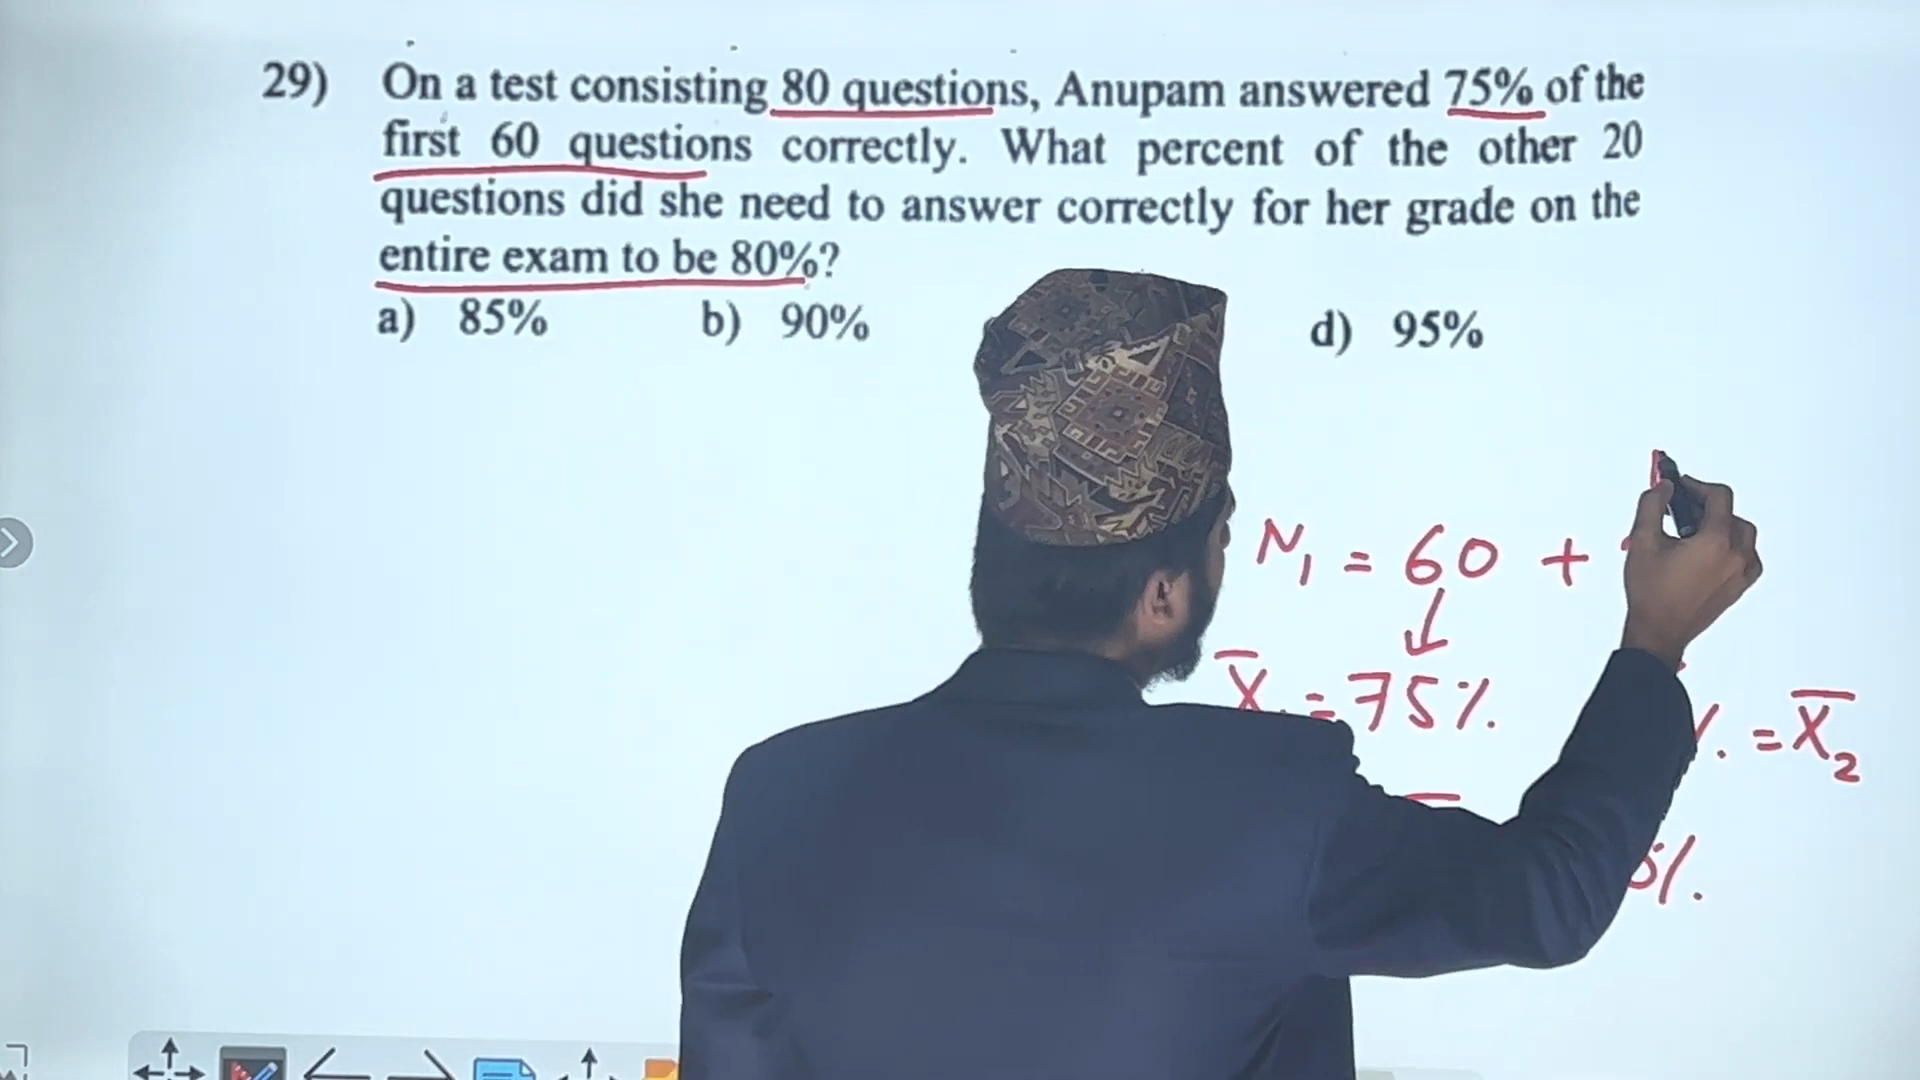 29) On a test consisting 80 questions, Anupam answered 75% of the
first 60 questions correctly. What percent of the other 20
questions did she need to answer correctly for her grade on the
entire exam to be 80%?
a) 85% b) 90% d) 95%
N₁ = 60 +
X̄ = 75%. %. = X̄₂
%.